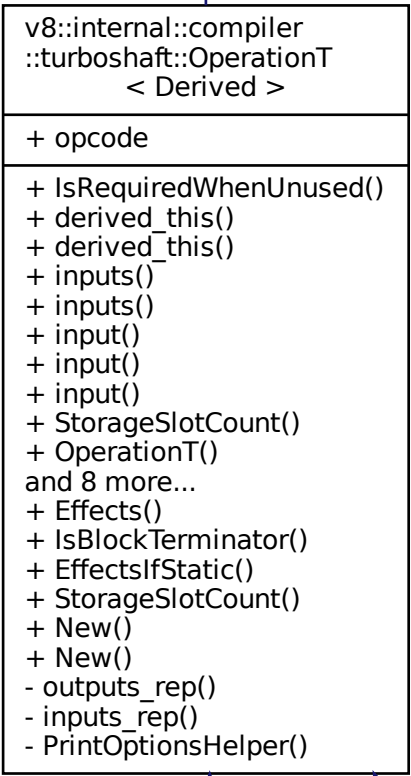 v8::internal::compiler
::turboshaft::OperationT
< Derived >
+ opcode
+ IsRequiredWhenUnused()
+ derived_this()
+ derived_this()
+ inputs()
+ inputs()
+ input()
+ input()
+ input()
+ StorageSlotCount()
+ OperationT()
and 8 more...
+ Effects()
+ IsBlockTerminator()
+ EffectsIfStatic()
+ StorageSlotCount()
+ New()
+ New()
- outputs_rep()
- inputs_rep()
- PrintOptionsHelper()